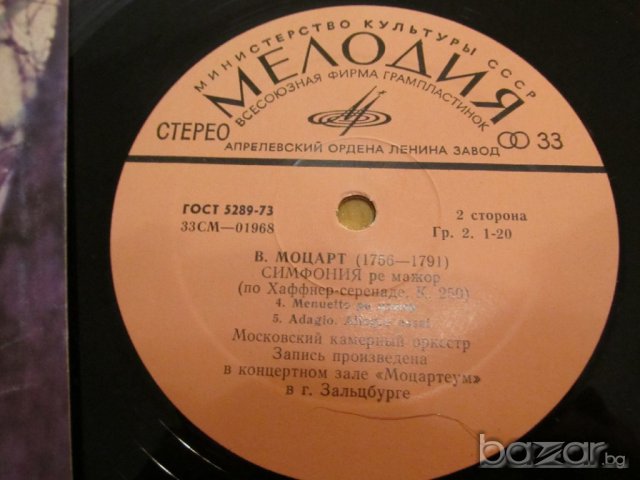 МИНИСТЕРСТВО КУЛЬТУРЫ СССР
МЕЛОДИЯ
ВСЕСОЮЗНАЯ ФИРМА ГРАМПЛАСТИНОК
СТЕРЕО
33
АПРЕЛЕВСКИЙ ОРДЕНА ЛЕНИНА ЗАВОД
ГОСТ 5289-73
33СМ—01968
2 сторона
Гр. 2. 1-20
В. МОЦАРТ (1756—1791)
СИМФОНИЯ ре мажор
(по Хаффнер-серенаде, К. 250)
4. Menuetto
5. Adagio. Allegro assai
Московский камерный оркестр
Запись произведена
в концертном зале «Моцартеум»
в г. Зальцбурге
bazar.bg